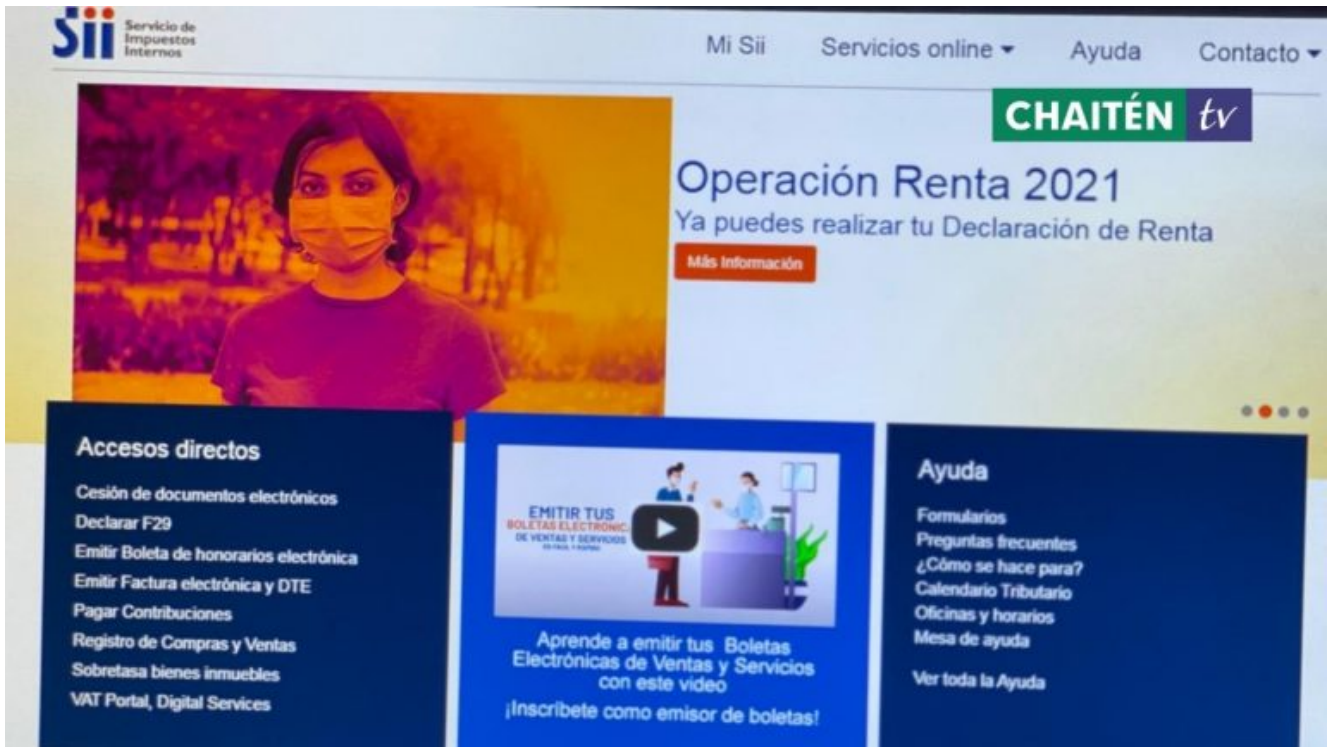 Sii
Servicio de
Impuestos
Internos
Mi Sii
Servicios online
Ayuda
Contacto
CHAITÉN tv
Operación Renta 2021
Ya puedes realizar tu Declaración de Renta
Más Información
Accesos directos
Cesión de documentos electrónicos
Declarar F29
Emitir Boleta de honorarios electrónica
Emitir Factura electrónica y DTE
Pagar Contribuciones
Registro de Compras y Ventas
Sobretasa bienes inmuebles
VAT Portal, Digital Services
EMITIR TUS
BOLETAS ELECTRÓNIC
DE VENTAS Y SERVICIOS
ES FÁCIL Y RÁPIDO
Aprende a emitir tus Boletas
Electrónicas de Ventas y Servicios
con este video
¡Inscríbete como emisor de boletas!
Ayuda
Formularios
Preguntas frecuentes
¿Cómo se hace para?
Calendario Tributario
Oficinas y horarios
Mesa de ayuda
Ver toda la Ayuda